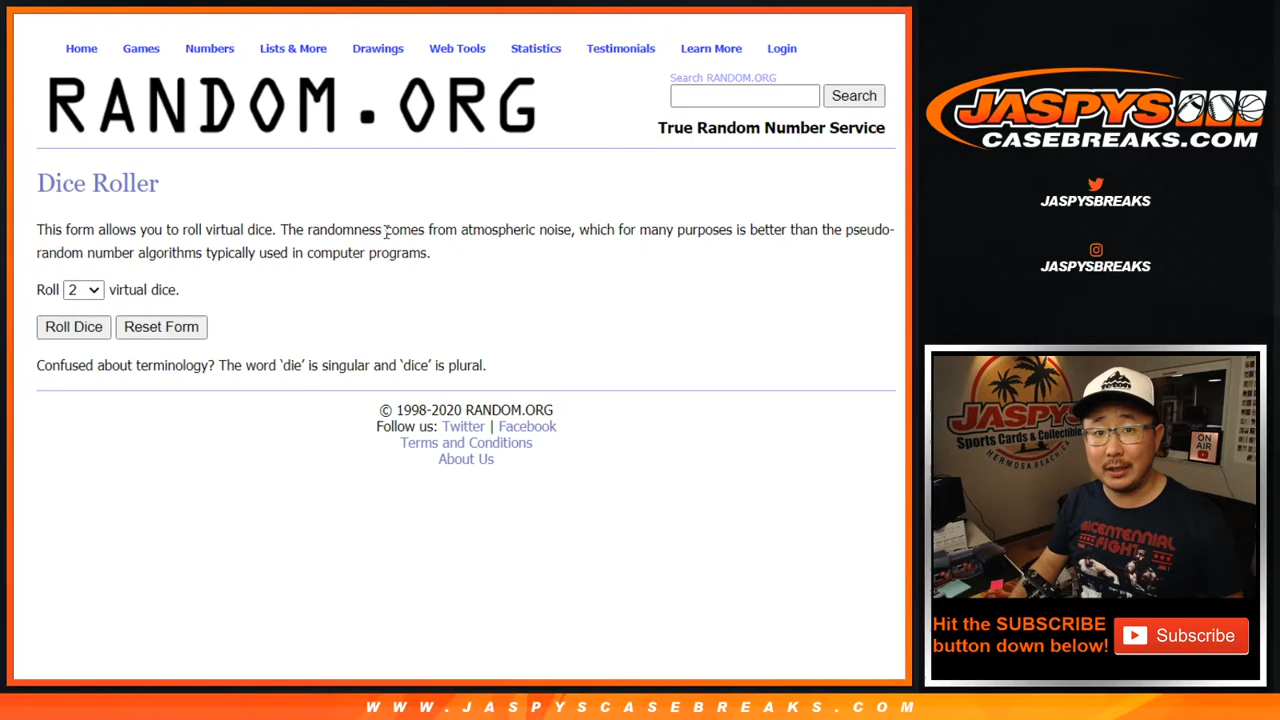 Home Games Numbers Lists & More Drawings Web Tools Statistics Testimonials Learn More Login
RANDOM.ORG
Search RANDOM.ORG
Search
True Random Number Service
Dice Roller
This form allows you to roll virtual dice. The randomness comes from atmospheric noise, which for many purposes is better than the pseudo-
random number algorithms typically used in computer programs.
Roll 2 virtual dice.
Roll Dice Reset Form
Confused about terminology? The word ‘die’ is singular and ‘dice’ is plural.
© 1998-2020 RANDOM.ORG
Follow us: Twitter | Facebook
Terms and Conditions
About Us
JASPYS
CASEBREAKS.COM
JASPYSBREAKS
JASPYSBREAKS
JASPYS
Sports Cards & Collectibles
HERMOSA BEACH, CA
ON
AIR
BICENTENNIAL
FIGHT
Hit the SUBSCRIBE
button down below!
Subscribe
WWW.JASPYSCASEBREAKS.COM